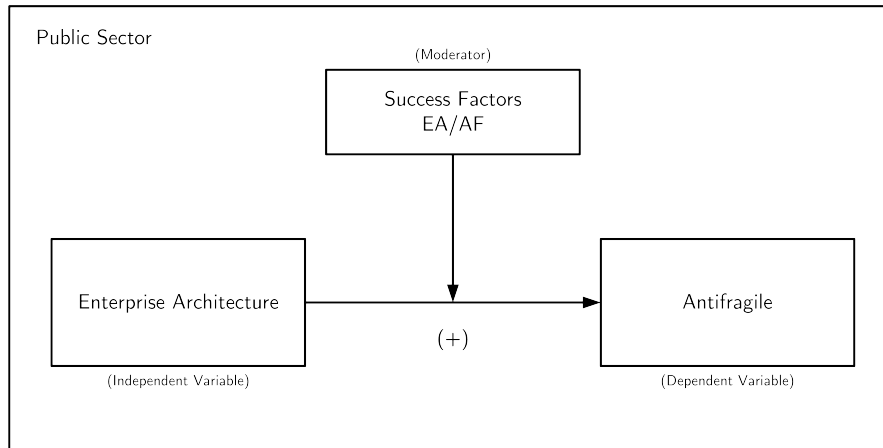 Public Sector
(Moderator)
Success Factors
EA/AF
Enterprise Architecture
Antifragile
(+)
(Independent Variable)
(Dependent Variable)